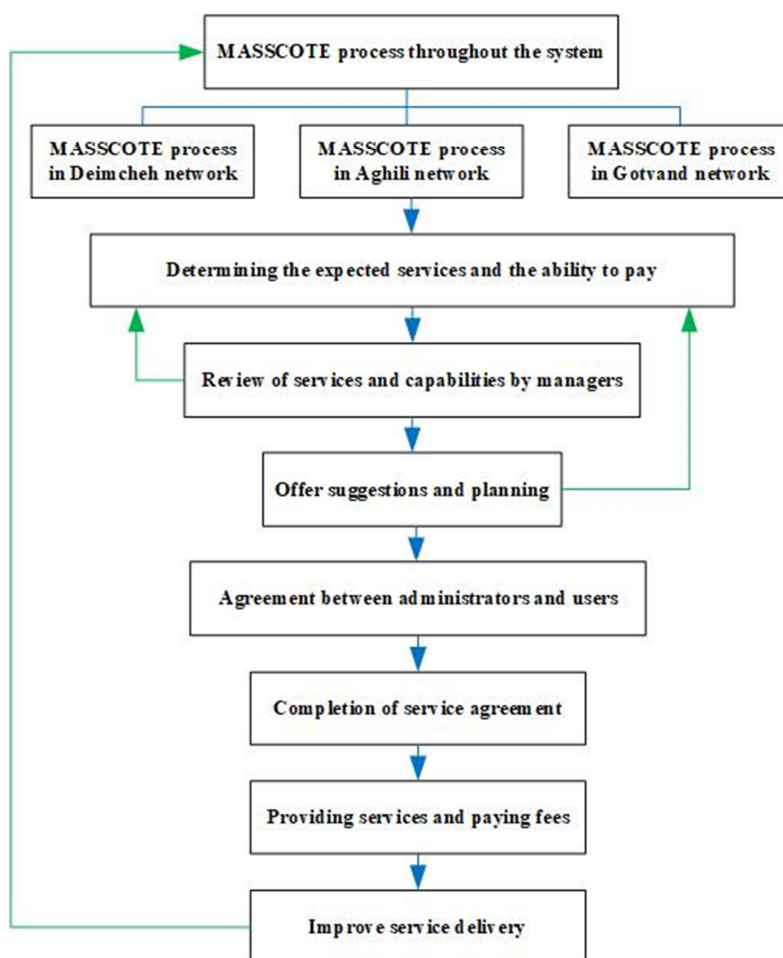 MASSCOTE process throughout the system
MASSCOTE process
in Deimcheh network
MASSCOTE process
in Aghili network
MASSCOTE process
in Gotvand network
Determining the expected services and the ability to pay
Review of services and capabilities by managers
Offer suggestions and planning
Agreement between administrators and users
Completion of service agreement
Providing services and paying fees
Improve service delivery